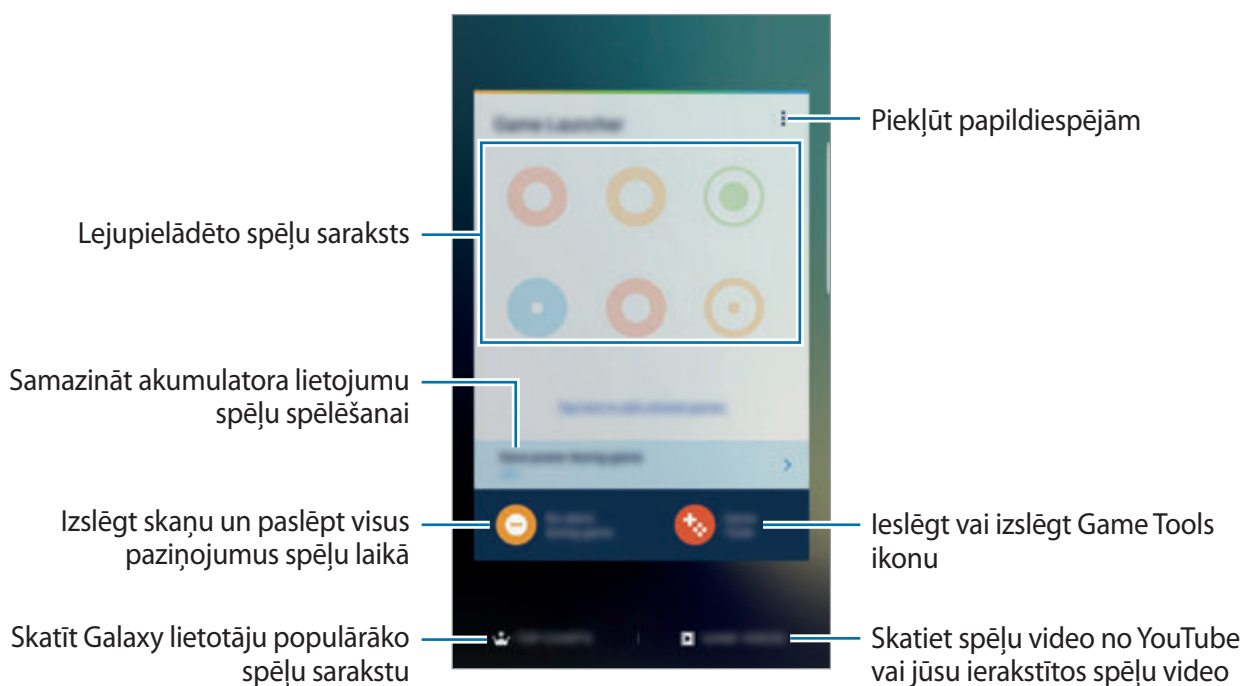 Game Launcher
Piekļūt papildiespējām
Lejupielādēto spēļu saraksts
Samazināt akumulatora lietojumu
spēļu spēlēšanai
Izslēgt skaņu un paslēpt visus
paziņojumus spēļu laikā
Ieslēgt vai izslēgt Game Tools
ikonu
Skatīt Galaxy lietotāju populārāko
spēļu sarakstu
Skatiet spēļu video no YouTube
vai jūsu ierakstītos spēļu video